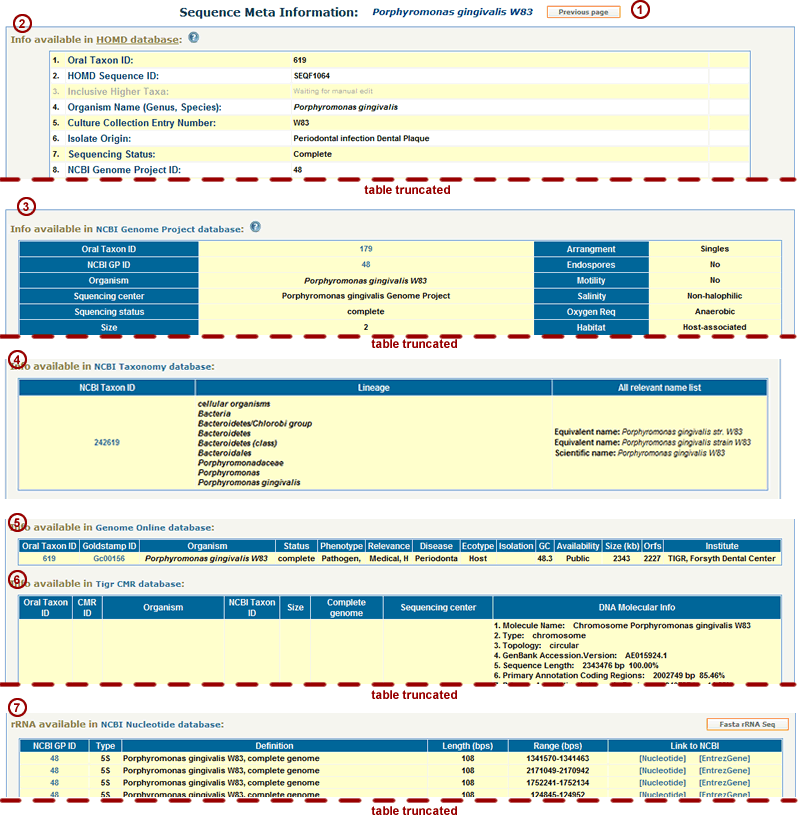 Sequence Meta Information: Porphyromonas gingivalis W83 Previous page 1
2
Info available in HOMD database: ?
1. Oral Taxon ID: 619
2. HOMD Sequence ID: SEQF1064
3. Inclusive Higher Taxa: Waiting for manual edit
4. Organism Name (Genus, Species): Porphyromonas gingivalis
5. Culture Collection Entry Number: W83
6. Isolate Origin: Periodontal infection Dental Plaque
7. Sequencing Status: Complete
8. NCBI Genome Project ID: 48
table truncated
3
Info available in NCBI Genome Project database: ?
Oral Taxon ID 179 Arrangment Singles
NCBI GP ID 48 Endospores No
Organism Porphyromonas gingivalis W83 Motility No
Squencing center Porphyromonas gingivalis Genome Project Salinity Non-halophilic
Squencing status complete Oxygen Req Anaerobic
Size 2 Habitat Host-associated
table truncated
4
Info available in NCBI Taxonomy database:
NCBI Taxon ID Lineage All relevant name list
cellular organisms
Bacteria
Bacteroidetes/Chlorobi group
Bacteroidetes Equivalent name: Porphyromonas gingivalis str. W83
242619 Bacteroidetes (class) Equivalent name: Porphyromonas gingivalis strain W83
Bacteroidales Scientific name: Porphyromonas gingivalis W83
Porphyromonadaceae
Porphyromonas
Porphyromonas gingivalis
5
Info available in Genome Online database:
Oral Taxon ID Goldstamp ID Organism Status Phenotype Relevance Disease Ecotype Isolation GC Availability Size (kb) Orfs Institute
619 Gc00156 Porphyromonas gingivalis W83 complete Pathogen, Medical, H Periodonta Host 48.3 Public 2343 2227 TIGR, Forsyth Dental Center
6
Info available in Tigr CMR database:
Oral Taxon ID CMR ID Organism NCBI Taxon ID Size Complete genome Sequencing center DNA Molecular Info
1. Molecule Name: Chromosome Porphyromonas gingivalis W83
2. Type: chromosome
3. Topology: circular
4. GenBank Accession.Version: AE015924.1
5. Sequence Length: 2343476 bp 100.00%
6. Primary Annotation Coding Regions: 2002749 bp 85.46%
table truncated
7
rRNA available in NCBI Nucleotide database: Fasta rRNA Seq
NCBI GP ID Type Definition Length (bps) Range (bps) Link to NCBI
48 5S Porphyromonas gingivalis W83, complete genome 108 1341570-1341463 [Nucleotide] [EntrezGene]
48 5S Porphyromonas gingivalis W83, complete genome 108 2171049-2170942 [Nucleotide] [EntrezGene]
48 5S Porphyromonas gingivalis W83, complete genome 108 1752241-1752134 [Nucleotide] [EntrezGene]
48 5S Porphyromonas gingivalis W83, complete genome 108 124845-124952 [Nucleotide] [EntrezGene]
table truncated